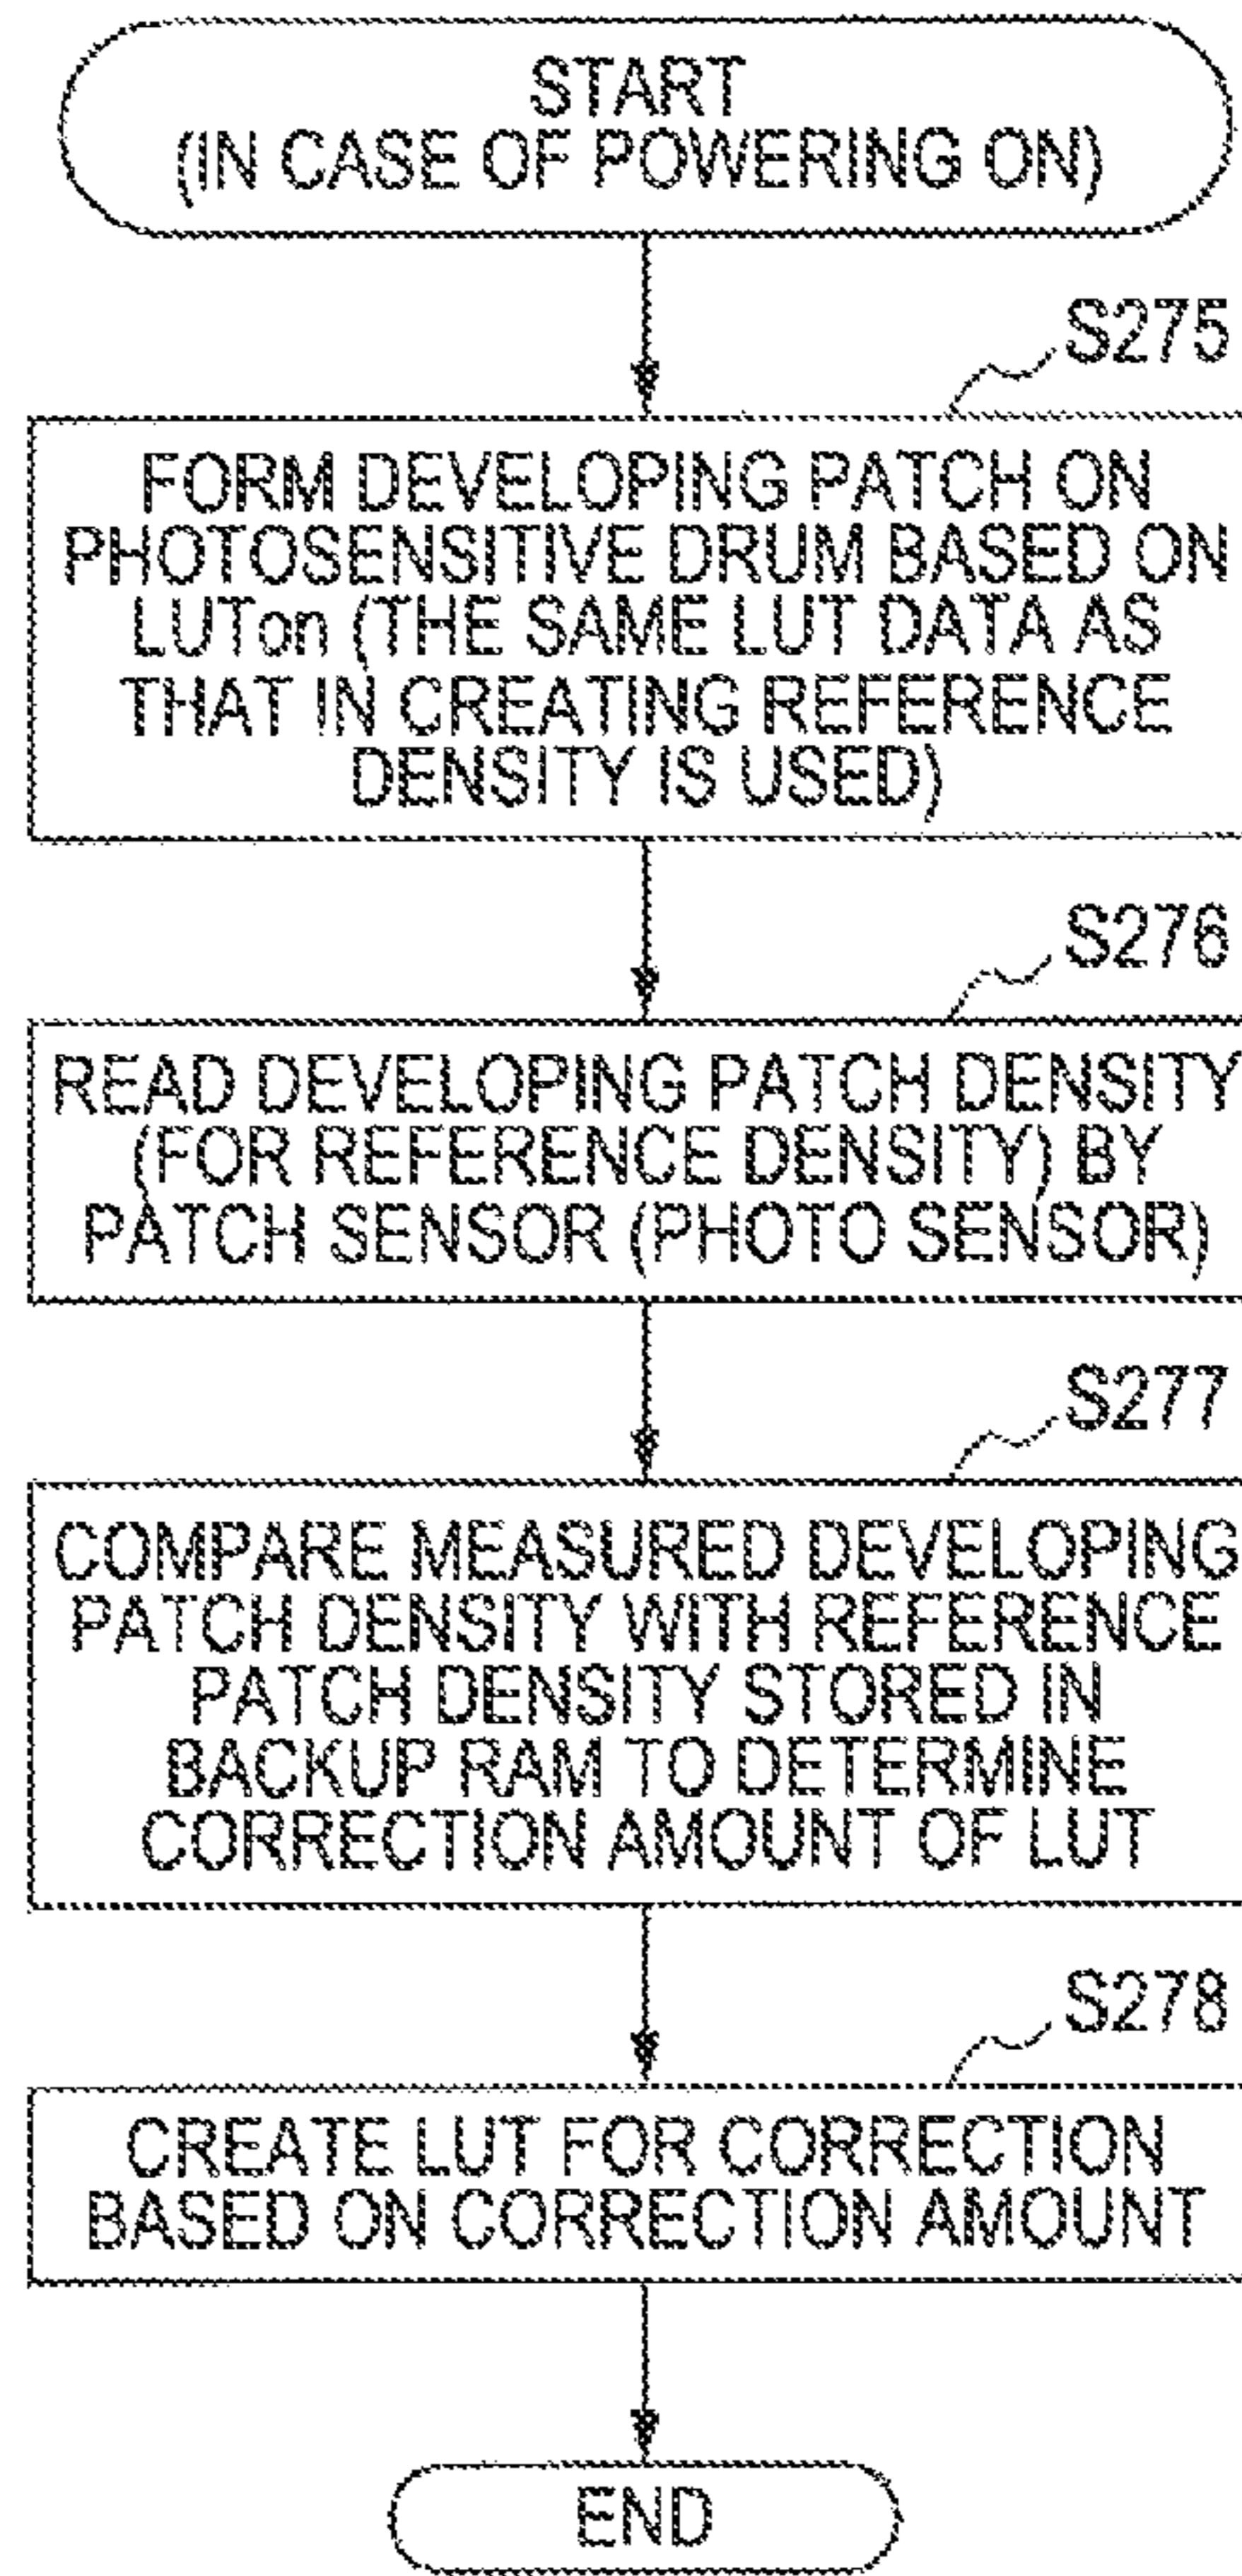 START
(IN CASE OF POWERING ON)
S275
FORM DEVELOPING PATCH ON
PHOTOSENSITIVE DRUM BASED ON
LUTon (THE SAME LUT DATA AS
THAT IN CREATING REFERENCE
DENSITY IS USED)
S276
READ DEVELOPING PATCH DENSITY
(FOR REFERENCE DENSITY) BY
PATCH SENSOR (PHOTO SENSOR)
S277
COMPARE MEASURED DEVELOPING
PATCH DENSITY WITH REFERENCE
PATCH DENSITY STORED IN
BACKUP RAM TO DETERMINE
CORRECTION AMOUNT OF LUT
S278
CREATE LUT FOR CORRECTION
BASED ON CORRECTION AMOUNT
END